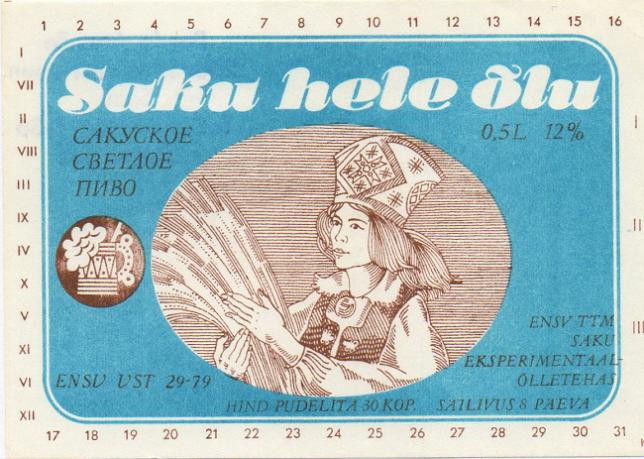 1 2 3 4 5 6 7 8 9 10 11 12 13 14 15 16
I
VII
II
VIII
III
IX
IV
X
V
XI
VI
XII
Saku hele õlu
САКУСКОЕ
СВЕТЛОЕ
ПИВО
0,5L 12%
ENSV VST 29-79
ENSV TTM
SAKU
EKSPERIMENTAAL-
ÕLLETEHAS
HIND PUDELITA 30 KOP. SÄILIVUS 8 PÄEVA
I
II
III
17 18 19 20 21 22 23 24 25 26 27 28 29 30 31